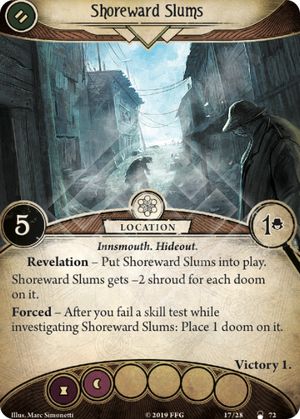 Shoreward Slums
5
LOCATION
1
Innsmouth. Hideout.
Revelation – Put Shoreward Slums into play.
Shoreward Slums gets –2 shroud for each doom
on it.
Forced – After you fail a skill test while
investigating Shoreward Slums: Place 1 doom on it.
Victory 1.
Illus. Marc Simonetti
© 2019 FFG
17/28
72